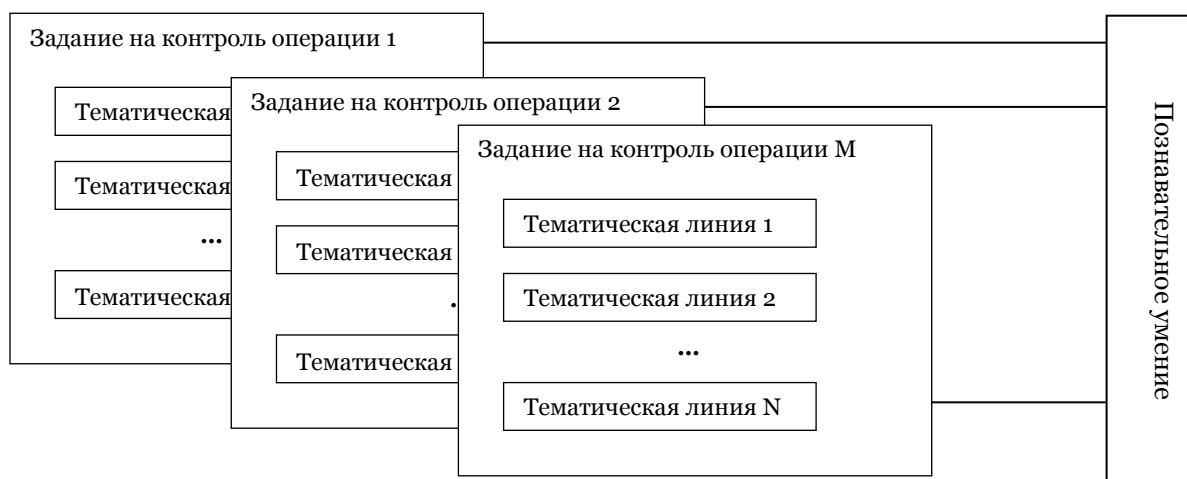 Задание на контроль операции 1
Тематическая
Тематическая
...
Тематическая
Задание на контроль операции 2
Тематическая
Тематическая
.
Тематическая
Задание на контроль операции M
Тематическая линия 1
Тематическая линия 2
...
Тематическая линия N
Познавательное умение